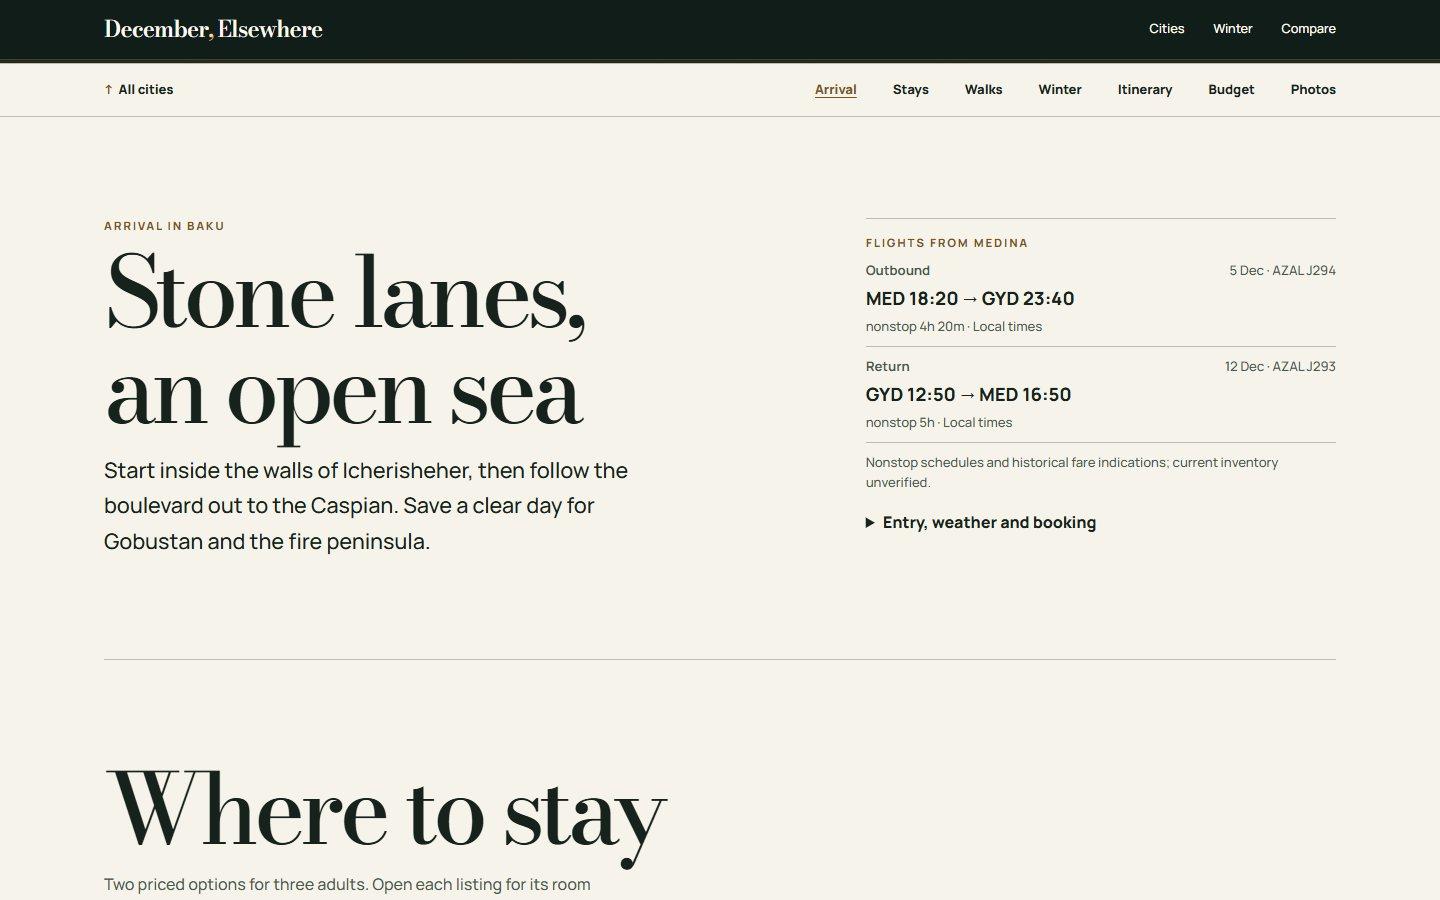 December, Elsewhere
Cities Winter Compare
↑ All cities
Arrival Stays Walks Winter Itinerary Budget Photos
ARRIVAL IN BAKU
Stone lanes,
an open sea
Start inside the walls of Icherisheher, then follow the
boulevard out to the Caspian. Save a clear day for
Gobustan and the fire peninsula.
FLIGHTS FROM MEDINA
Outbound 5 Dec · AZAL J294
MED 18:20 → GYD 23:40
nonstop 4h 20m · Local times
Return 12 Dec · AZAL J293
GYD 12:50 → MED 16:50
nonstop 5h · Local times
Nonstop schedules and historical fare indications; current inventory
unverified.
▶ Entry, weather and booking
Where to stay
Two priced options for three adults. Open each listing for its room